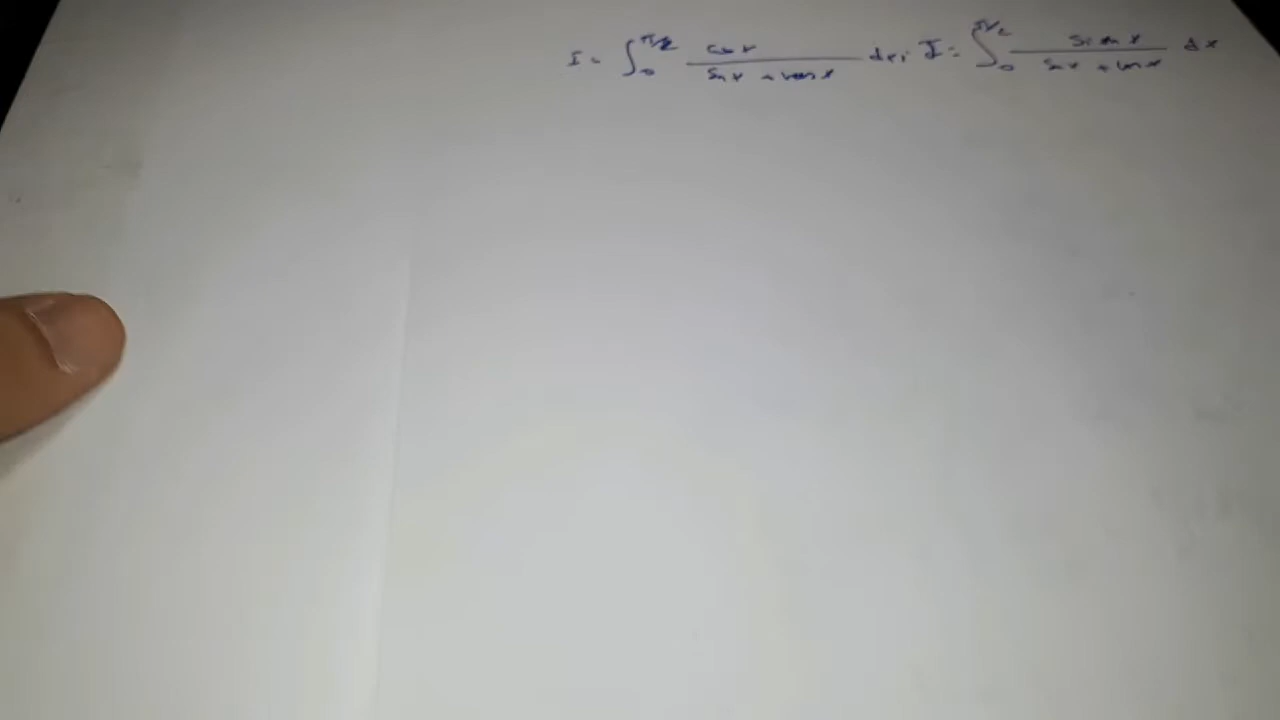 I = ∫₀^{π/2} cos x / (sin x + cos x) dx ; I = ∫₀^{π/2} sin x / (sin x + cos x) dx